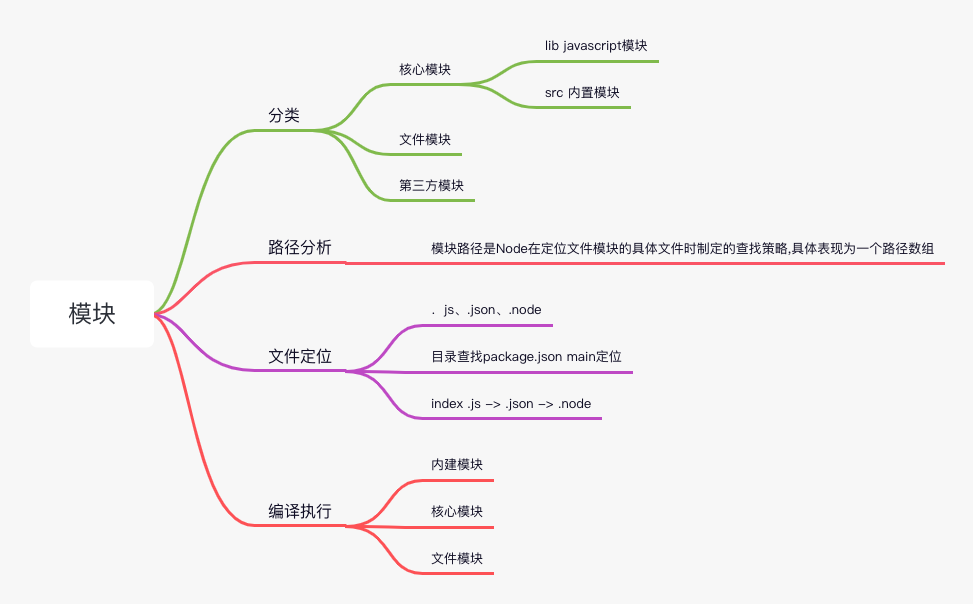 模块
分类
核心模块
lib javascript模块
src 内置模块
文件模块
第三方模块
路径分析
模块路径是Node在定位文件模块的具体文件时制定的查找策略,具体表现为一个路径数组
文件定位
. js、.json、.node
目录查找package.json main定位
index .js -> .json -> .node
编译执行
内建模块
核心模块
文件模块